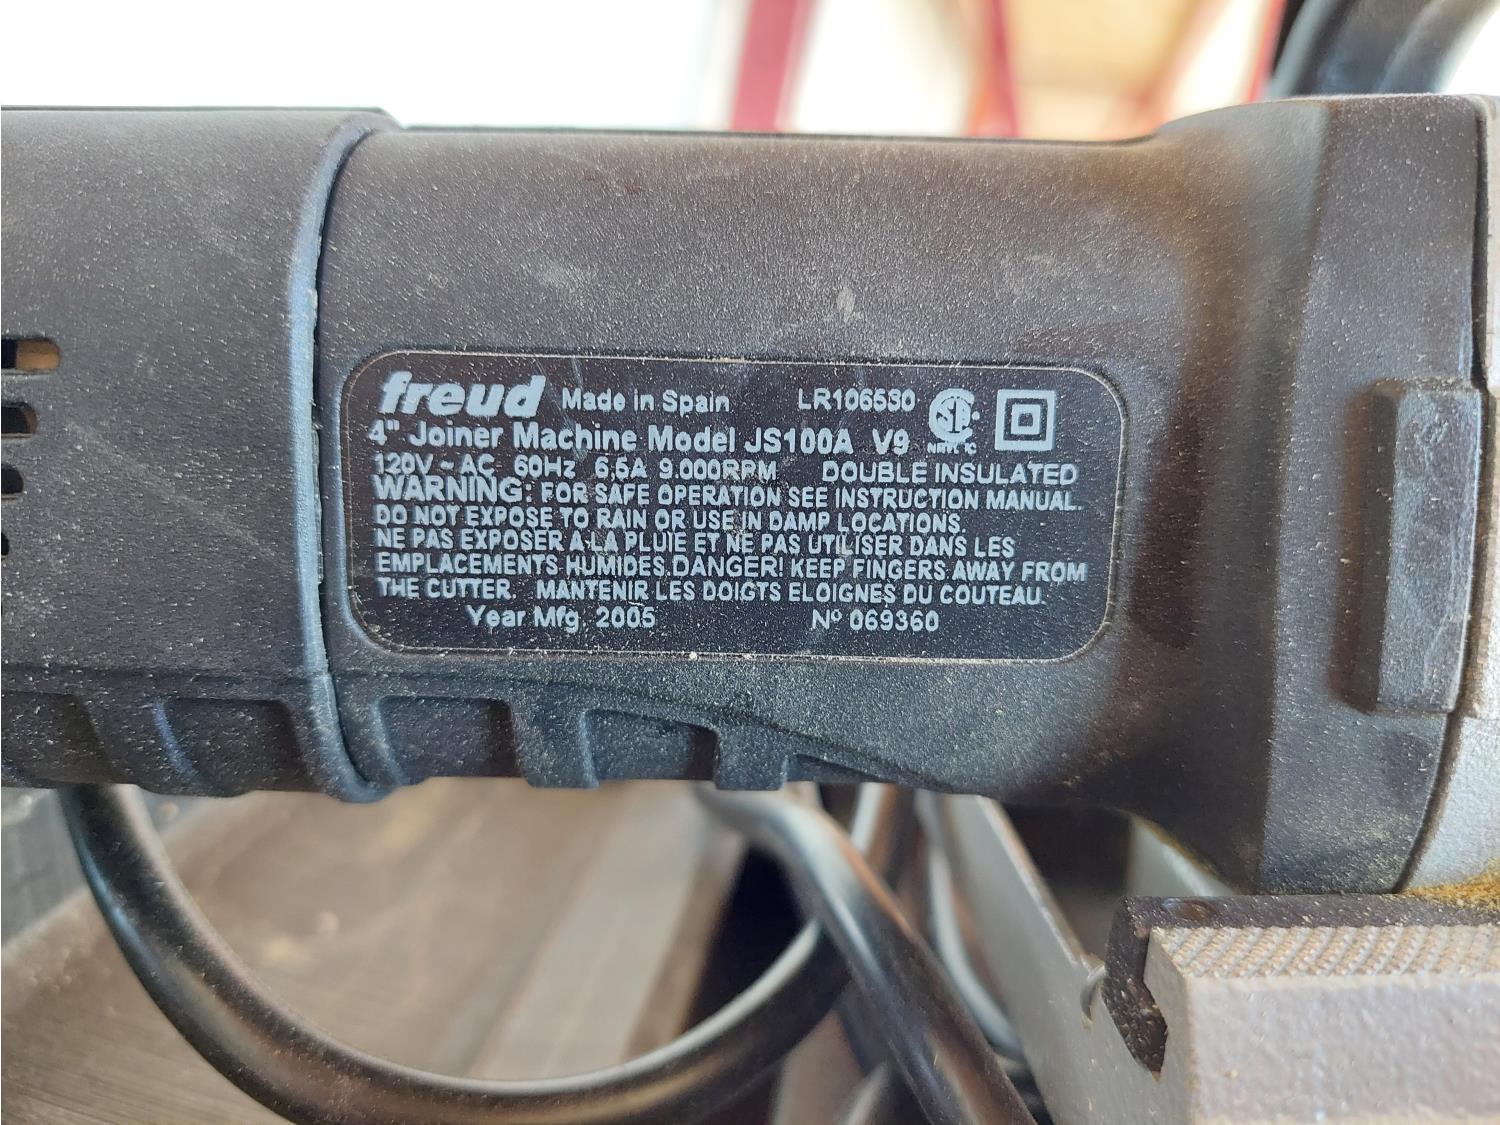 freud Made in Spain LR106530
4" Joiner Machine Model JS100A V9
120V ~ AC 60Hz 6,5A 9.000RPM DOUBLE INSULATED
WARNING: FOR SAFE OPERATION SEE INSTRUCTION MANUAL.
DO NOT EXPOSE TO RAIN OR USE IN DAMP LOCATIONS.
NE PAS EXPOSER A LA PLUIE ET NE PAS UTILISER DANS LES
EMPLACEMENTS HUMIDES. DANGER! KEEP FINGERS AWAY FROM
THE CUTTER. MANTENIR LES DOIGTS ELOIGNES DU COUTEAU.
Year Mfg. 2005 Nº 069360